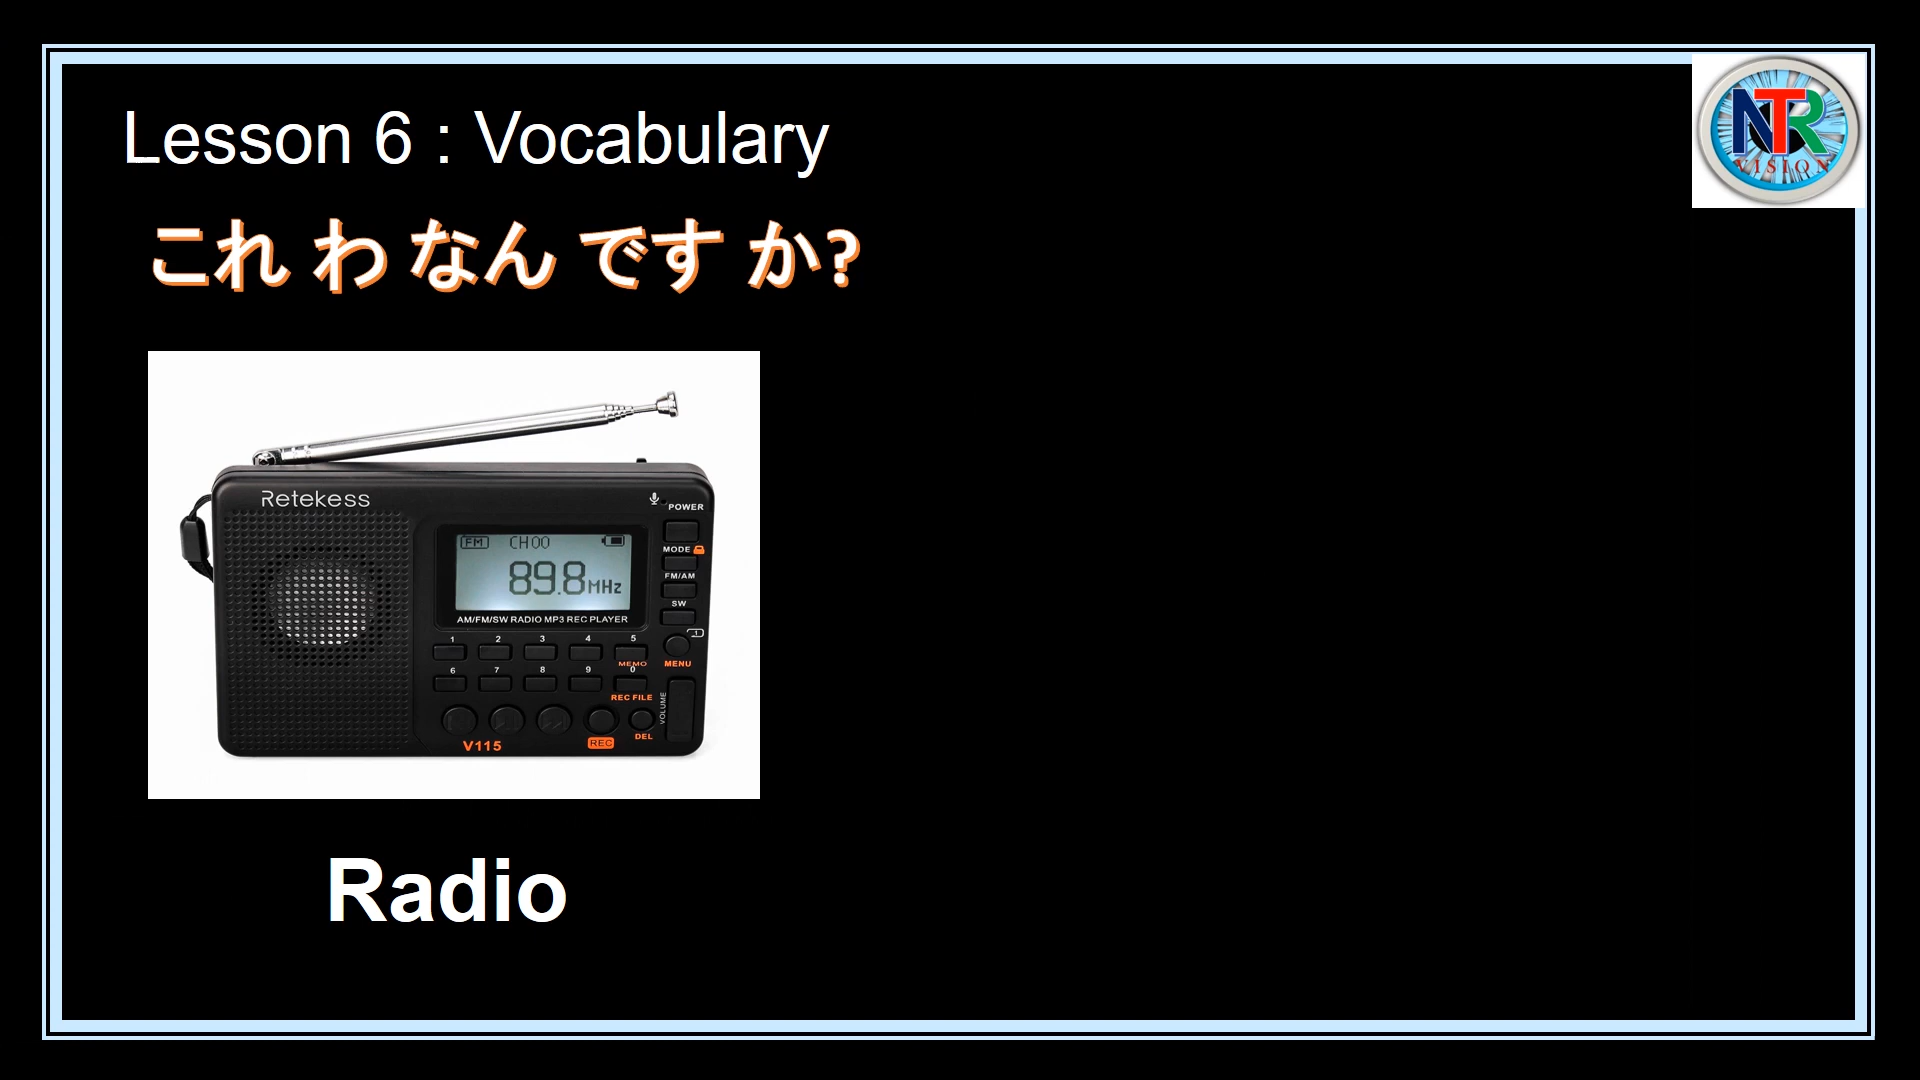 Lesson 6 : Vocabulary
NTR
VISION
これ わ なん です か?
Retekess
POWER
MODE
FM CH00
89.8MHz
FM/AM
SW
AM/FM/SW RADIO MP3 REC PLAYER
1 2 3 4 5
MEMO
MENU
6 7 8 9 0
REC FILE
VOLUME
DEL
V115
REC
Radio